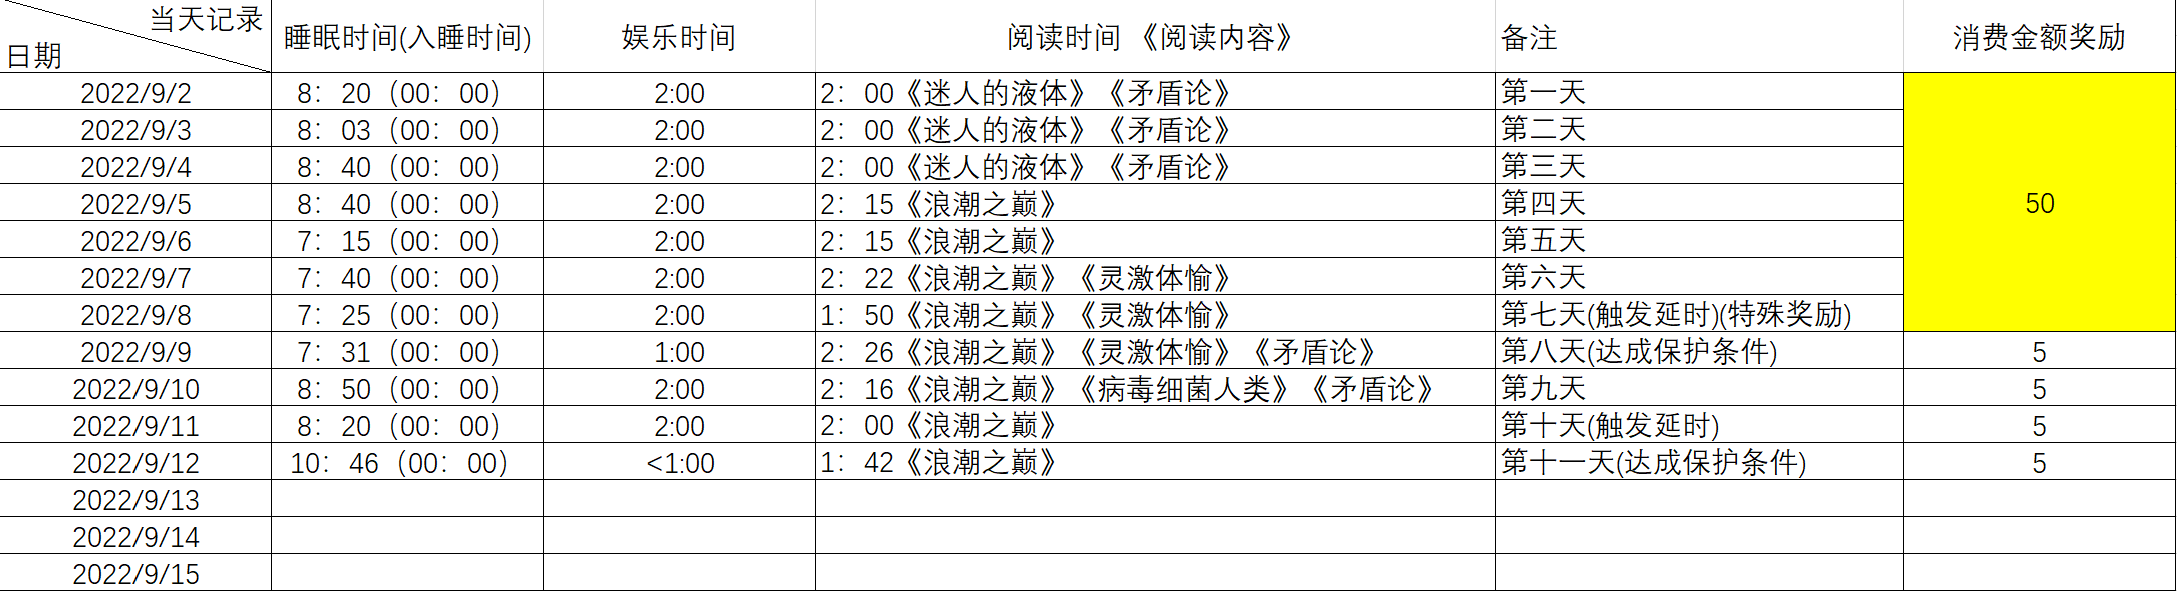 当天记录
日期
睡眠时间(入睡时间) 娱乐时间 阅读时间 《阅读内容》 备注 消费金额奖励
2022/9/2 8：20（00：00） 2:00 2：00《迷人的液体》《矛盾论》 第一天
2022/9/3 8：03（00：00） 2:00 2：00《迷人的液体》《矛盾论》 第二天
2022/9/4 8：40（00：00） 2:00 2：00《迷人的液体》《矛盾论》 第三天
2022/9/5 8：40（00：00） 2:00 2：15《浪潮之巅》 第四天 50
2022/9/6 7：15（00：00） 2:00 2：15《浪潮之巅》 第五天
2022/9/7 7：40（00：00） 2:00 2：22《浪潮之巅》《灵激体愉》 第六天
2022/9/8 7：25（00：00） 2:00 1：50《浪潮之巅》《灵激体愉》 第七天(触发延时)(特殊奖励)
2022/9/9 7：31（00：00） 1:00 2：26《浪潮之巅》《灵激体愉》《矛盾论》 第八天(达成保护条件) 5
2022/9/10 8：50（00：00） 2:00 2：16《浪潮之巅》《病毒细菌人类》《矛盾论》 第九天 5
2022/9/11 8：20（00：00） 2:00 2：00《浪潮之巅》 第十天(触发延时) 5
2022/9/12 10：46（00：00） <1:00 1：42《浪潮之巅》 第十一天(达成保护条件) 5
2022/9/13
2022/9/14
2022/9/15